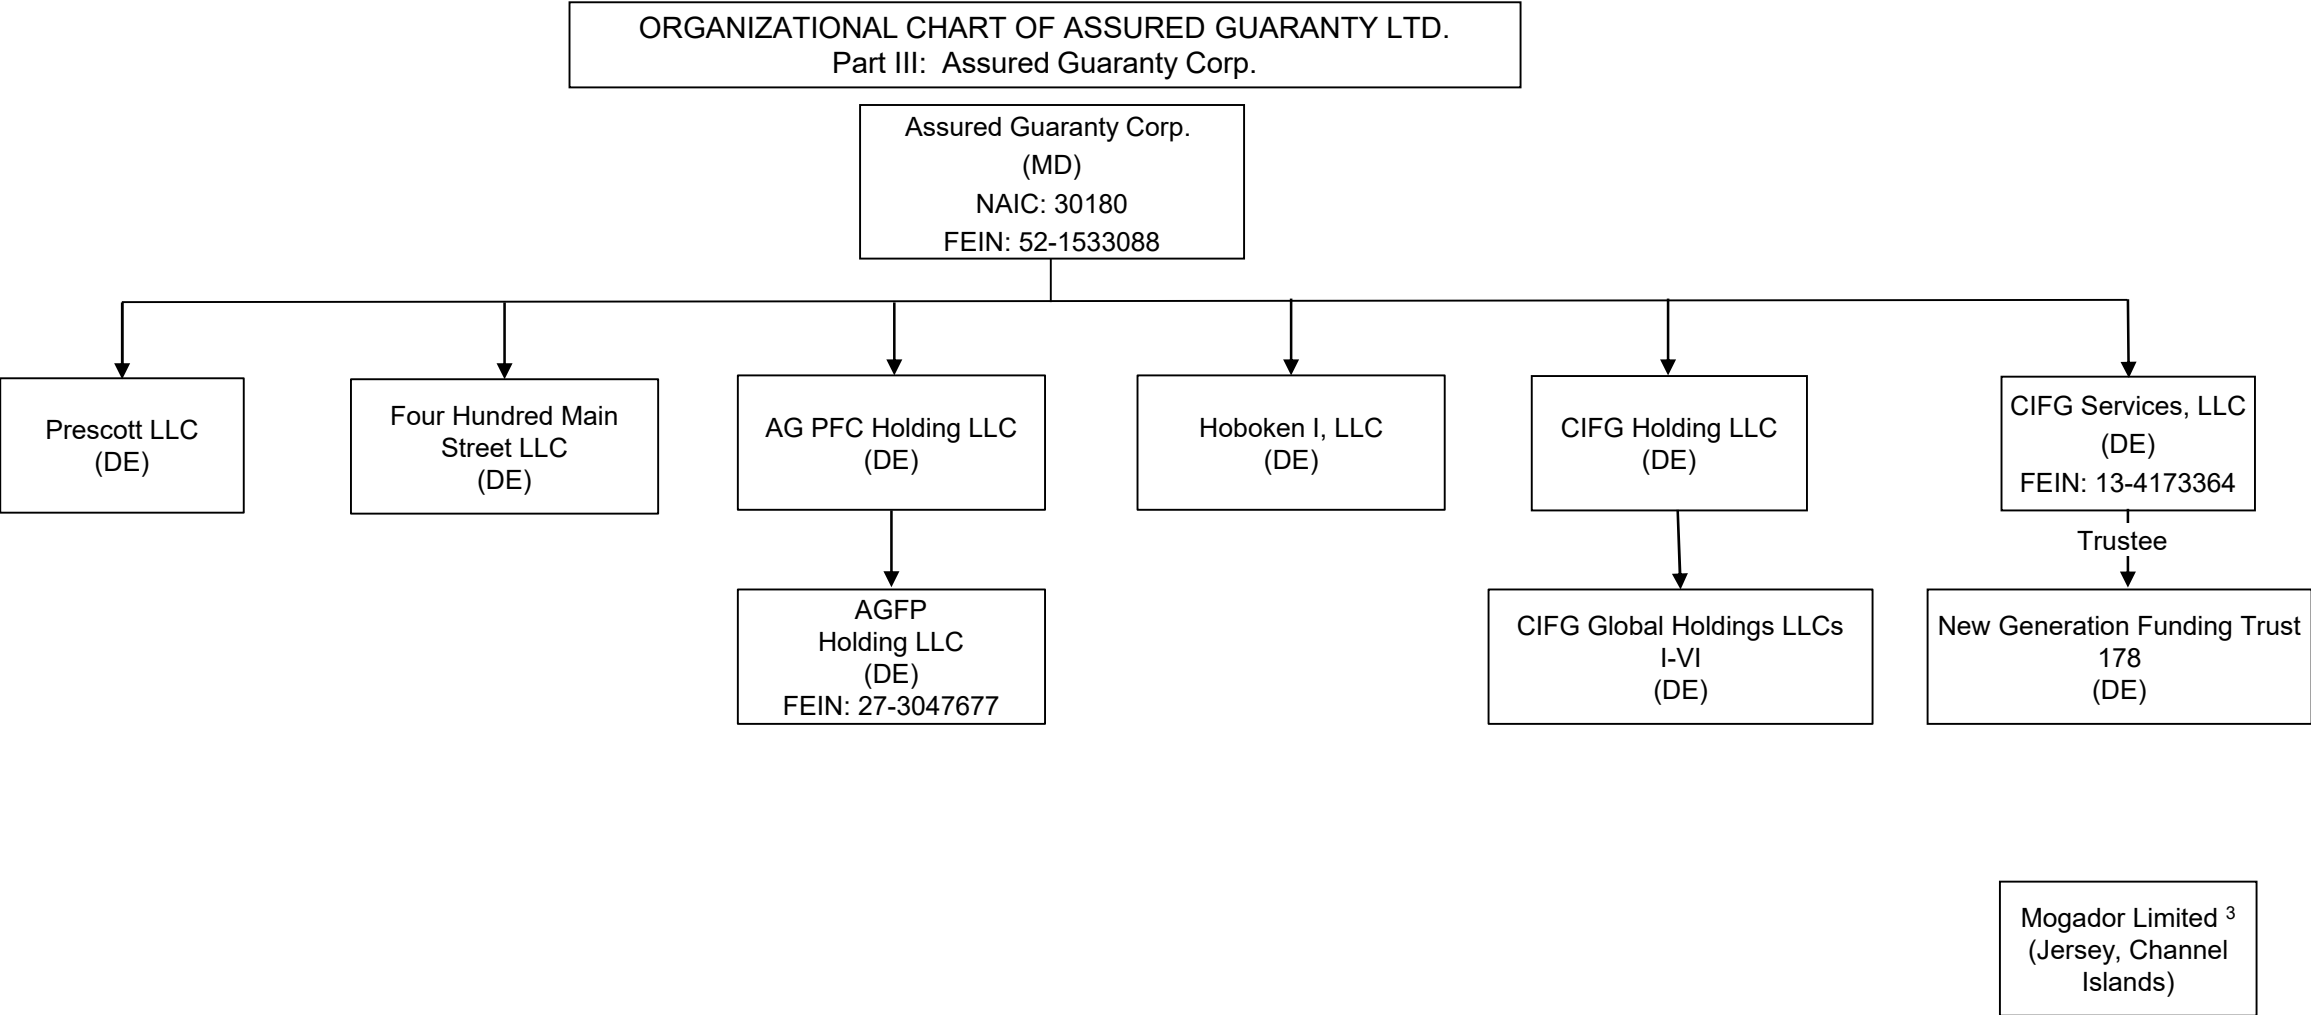 ORGANIZATIONAL CHART OF ASSURED GUARANTY LTD.
Part III:  Assured Guaranty Corp.
Assured Guaranty Corp.
(MD)
NAIC: 30180
FEIN: 52-1533088
Prescott LLC
(DE)
Four Hundred Main
Street LLC
(DE)
AG PFC Holding LLC
(DE)
Hoboken I, LLC
(DE)
CIFG Holding LLC
(DE)
CIFG Services, LLC
(DE)
FEIN: 13-4173364
Trustee
AGFP
Holding LLC
(DE)
FEIN: 27-3047677
CIFG Global Holdings LLCs
I-VI
(DE)
New Generation Funding Trust
178
(DE)
Mogador Limited ³
(Jersey, Channel
Islands)